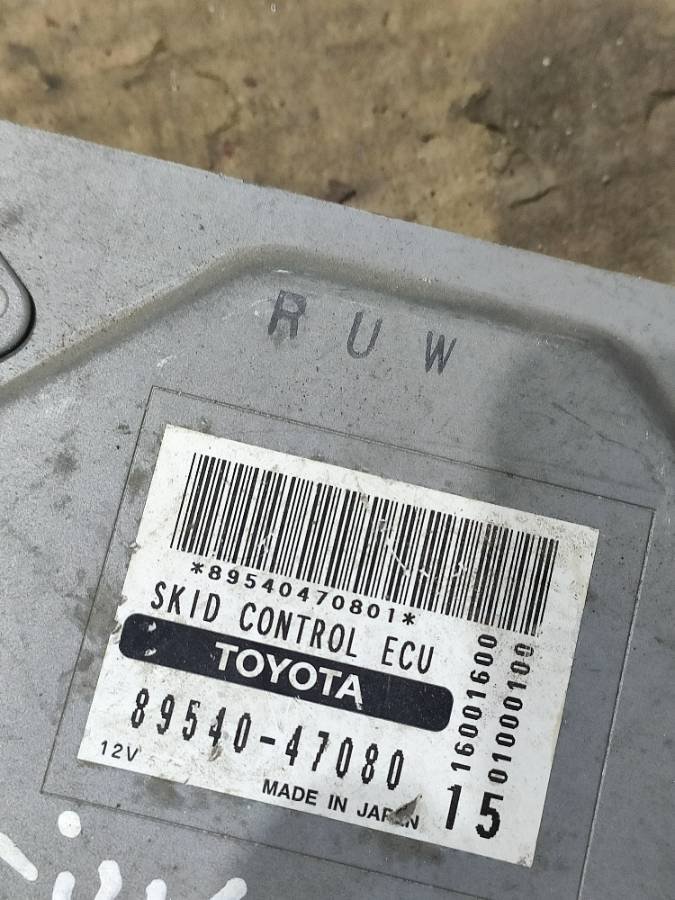 RUW
*89540470801*
SKID CONTROL ECU
TOYOTA
89540-47080
12V
MADE IN JAPAN
15
16001600
01000100